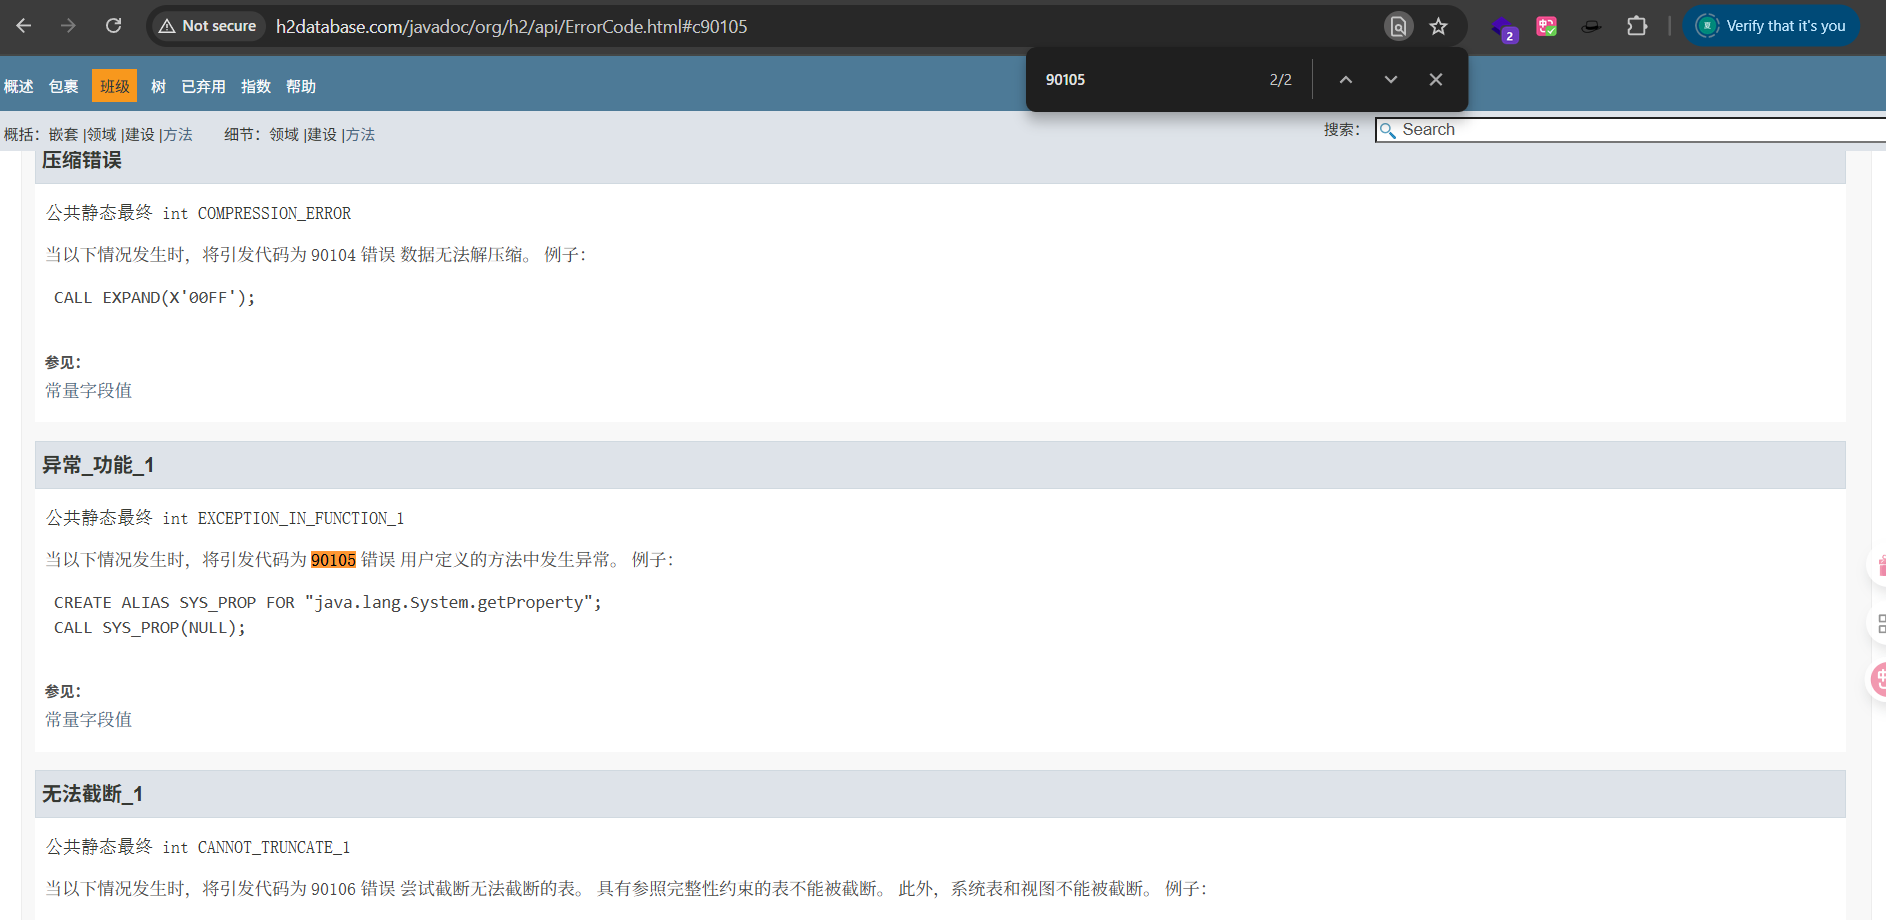 Not secure
h2database.com/javadoc/org/h2/api/ErrorCode.html#c90105
2
Verify that it's you
90105
2/2
概述 包裹 班级 树 已弃用 指数 帮助
概括：嵌套 |领域 |建设 |方法 细节：领域 |建设 |方法
搜索：
Search
压缩错误
公共静态最终 int COMPRESSION_ERROR
当以下情况发生时，将引发代码为 90104 错误 数据无法解压缩。 例子：
CALL EXPAND(X'00FF');
参见：
常量字段值
异常_功能_1
公共静态最终 int EXCEPTION_IN_FUNCTION_1
当以下情况发生时，将引发代码为 90105 错误 用户定义的方法中发生异常。 例子：
CREATE ALIAS SYS_PROP FOR "java.lang.System.getProperty";
CALL SYS_PROP(NULL);
参见：
常量字段值
无法截断_1
公共静态最终 int CANNOT_TRUNCATE_1
当以下情况发生时，将引发代码为 90106 错误 尝试截断无法截断的表。 具有参照完整性约束的表不能被截断。 此外，系统表和视图不能被截断。 例子：